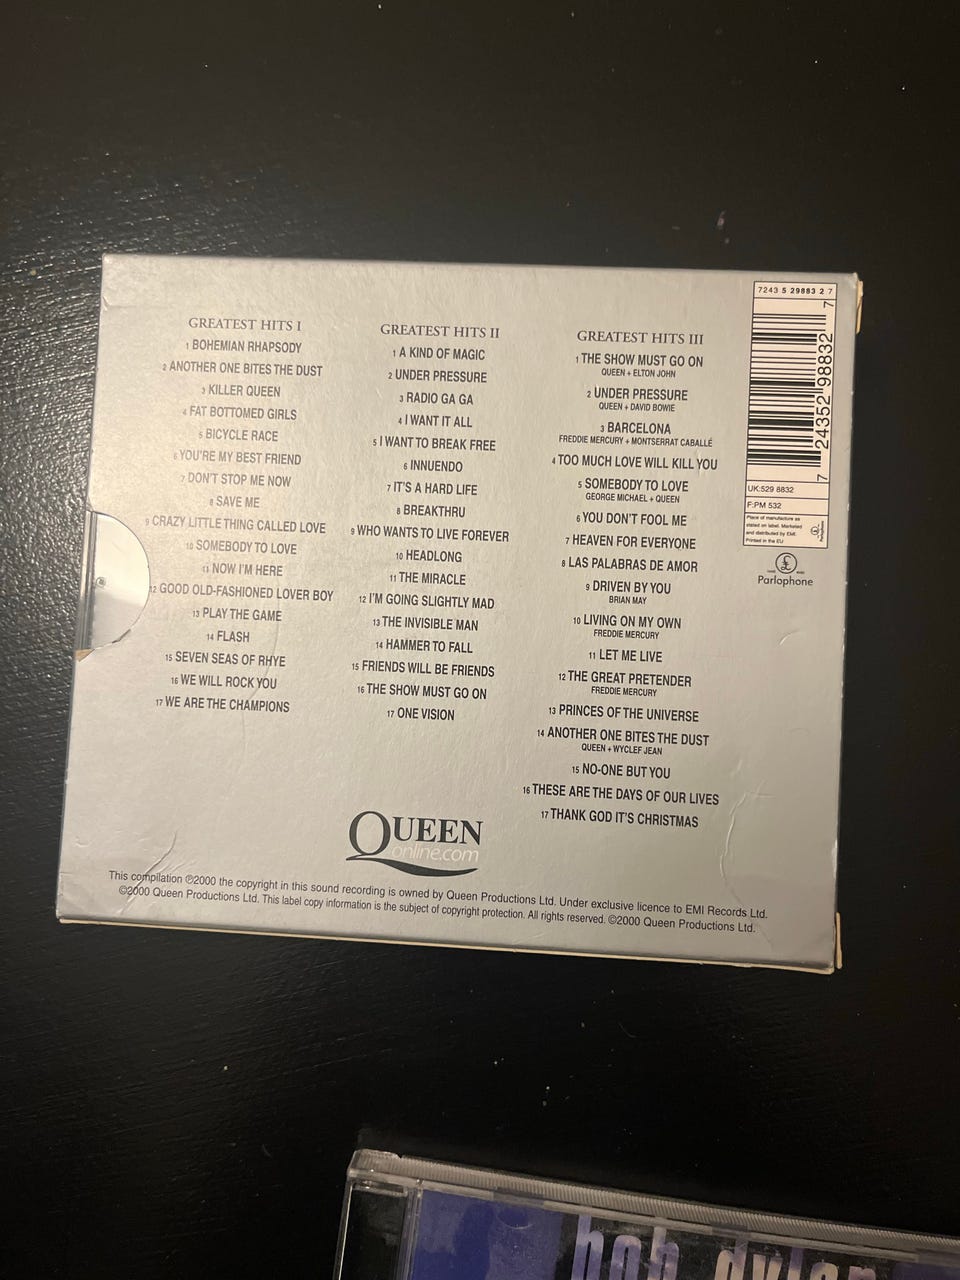 GREATEST HITS I
1 BOHEMIAN RHAPSODY
2 ANOTHER ONE BITES THE DUST
3 KILLER QUEEN
4 FAT BOTTOMED GIRLS
5 BICYCLE RACE
6 YOU'RE MY BEST FRIEND
7 DON'T STOP ME NOW
8 SAVE ME
9 CRAZY LITTLE THING CALLED LOVE
10 SOMEBODY TO LOVE
11 NOW I'M HERE
12 GOOD OLD-FASHIONED LOVER BOY
13 PLAY THE GAME
14 FLASH
15 SEVEN SEAS OF RHYE
16 WE WILL ROCK YOU
17 WE ARE THE CHAMPIONS
GREATEST HITS II
1 A KIND OF MAGIC
2 UNDER PRESSURE
3 RADIO GA GA
4 I WANT IT ALL
5 I WANT TO BREAK FREE
6 INNUENDO
7 IT'S A HARD LIFE
8 BREAKTHRU
9 WHO WANTS TO LIVE FOREVER
10 HEADLONG
11 THE MIRACLE
12 I'M GOING SLIGHTLY MAD
13 THE INVISIBLE MAN
14 HAMMER TO FALL
15 FRIENDS WILL BE FRIENDS
16 THE SHOW MUST GO ON
17 ONE VISION
GREATEST HITS III
1 THE SHOW MUST GO ON
QUEEN + ELTON JOHN
2 UNDER PRESSURE
QUEEN + DAVID BOWIE
3 BARCELONA
FREDDIE MERCURY + MONTSERRAT CABALLÉ
4 TOO MUCH LOVE WILL KILL YOU
5 SOMEBODY TO LOVE
GEORGE MICHAEL + QUEEN
6 YOU DON'T FOOL ME
7 HEAVEN FOR EVERYONE
8 LAS PALABRAS DE AMOR
9 DRIVEN BY YOU
BRIAN MAY
10 LIVING ON MY OWN
FREDDIE MERCURY
11 LET ME LIVE
12 THE GREAT PRETENDER
FREDDIE MERCURY
13 PRINCES OF THE UNIVERSE
14 ANOTHER ONE BITES THE DUST
QUEEN + WYCLEF JEAN
15 NO-ONE BUT YOU
16 THESE ARE THE DAYS OF OUR LIVES
17 THANK GOD IT'S CHRISTMAS
7243 5 29883 2 7
7 24352 98832 7
UK:529 8832
F:PM 532
Place of manufacture as
stated on label. Marketed
and distributed by EMI.
Printed in the EU
£
Parlophone
QUEEN
online.com
This compilation ℗2000 the copyright in this sound recording is owned by Queen Productions Ltd. Under exclusive licence to EMI Records Ltd.
©2000 Queen Productions Ltd. This label copy information is the subject of copyright protection. All rights reserved. ©2000 Queen Productions Ltd.
bob dylan